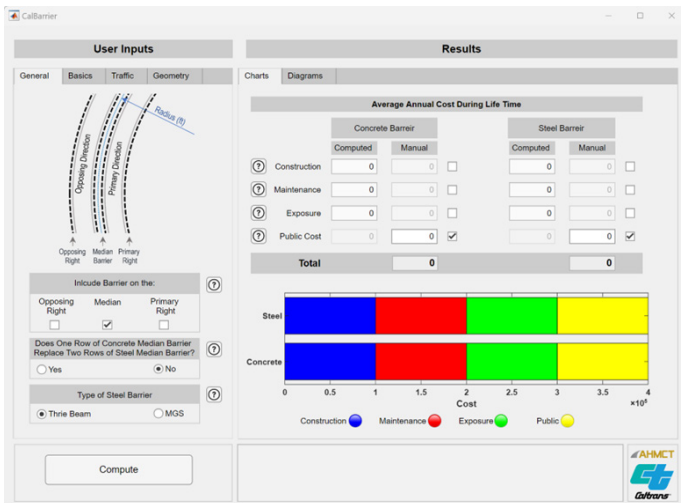 CalBarrier
User Inputs
General Basics Traffic Geometry
Radius (ft)
Opposing Direction
Primary Direction
Opposing Right
Median Barrier
Primary Right
Inlcude Barrier on the:
Opposing Right
Median
Primary Right
Does One Row of Concrete Median Barrier
Replace Two Rows of Steel Median Barrier?
Yes No
Type of Steel Barrier
Thrie Beam MGS
Compute
Results
Charts Diagrams
Average Annual Cost During Life Time
Concrete Barreir Steel Barreir
Computed Manual Computed Manual
? Construction 0 0 0 0
? Maintenance 0 0 0 0
? Exposure 0 0 0 0
? Public Cost 0 0 0 0
Total 0 0
Steel
Concrete
0 0.5 1 1.5 2 2.5 3 3.5 4
Cost
Construction Maintenance Exposure Public
AHMCT
Caltrans